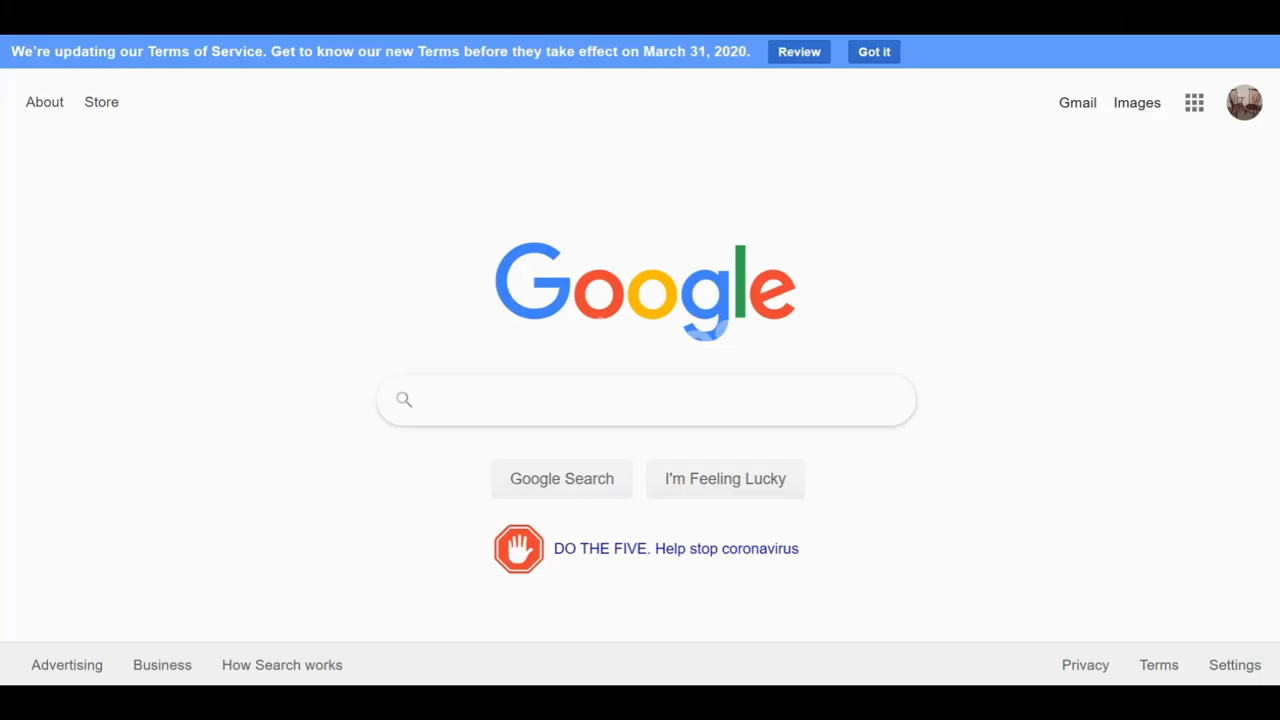 We're updating our Terms of Service. Get to know our new Terms before they take effect on March 31, 2020. Review Got it
About Store Gmail Images
Google
Google Search I'm Feeling Lucky
DO THE FIVE. Help stop coronavirus
Advertising Business How Search works Privacy Terms Settings